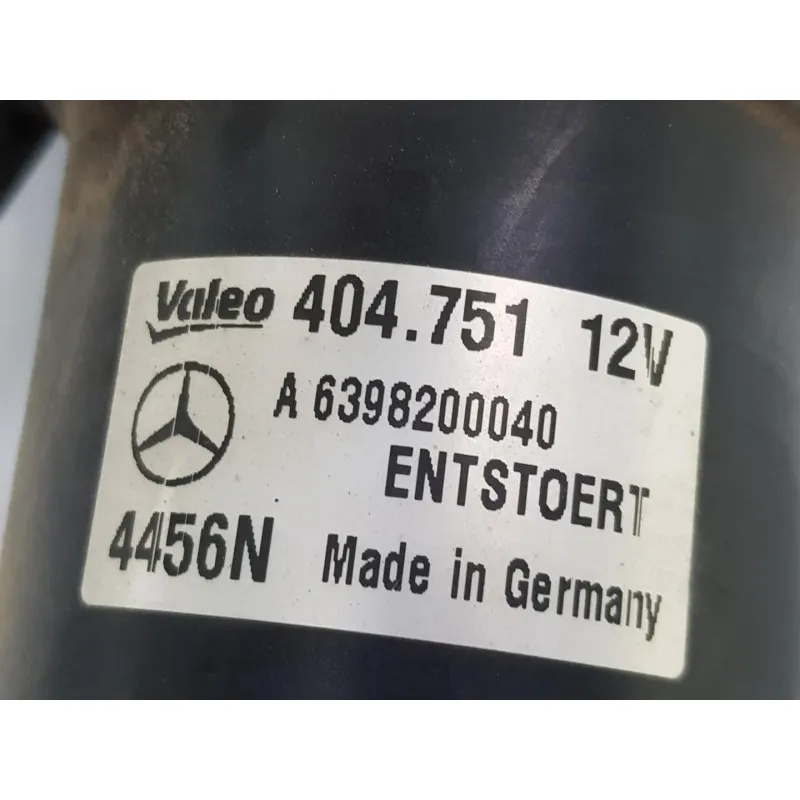 Valeo 404.751 12V
A 6398200040
ENTSTOERT
4456N Made in Germany